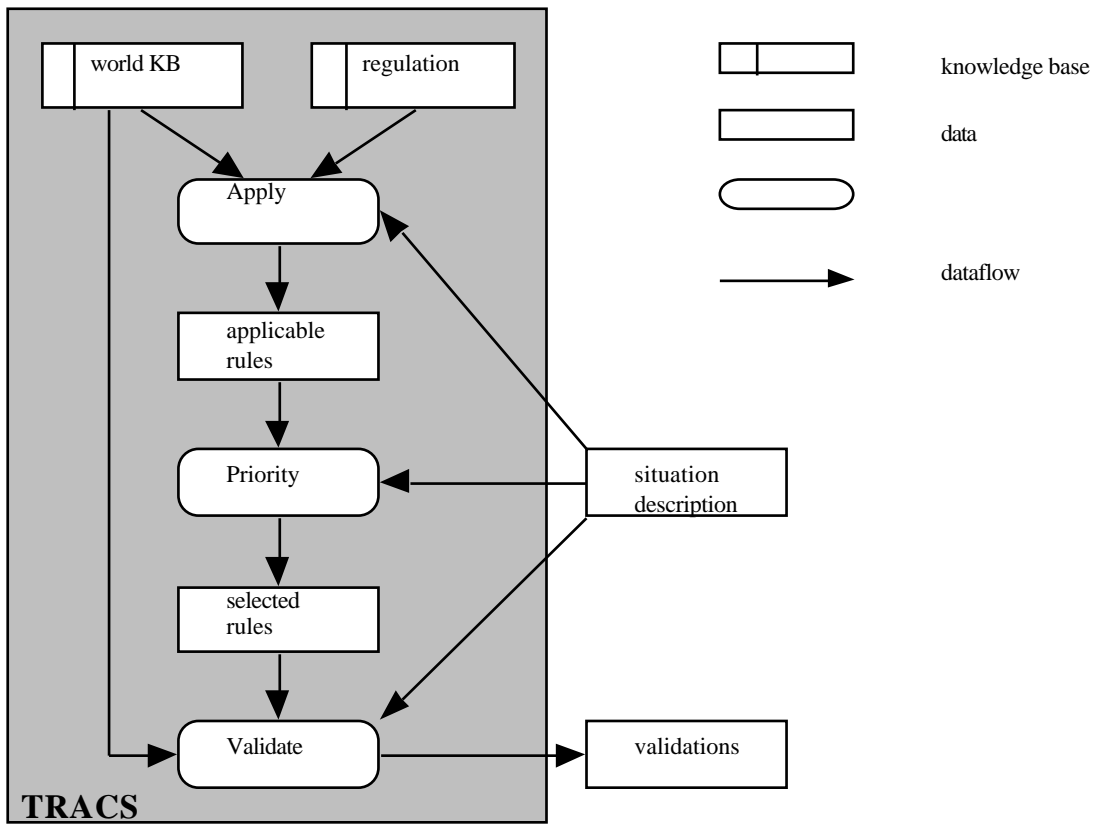 world KB
regulation
knowledge base
data
Apply
dataflow
applicable
rules
Priority
situation
description
selected
rules
Validate
validations
TRACS